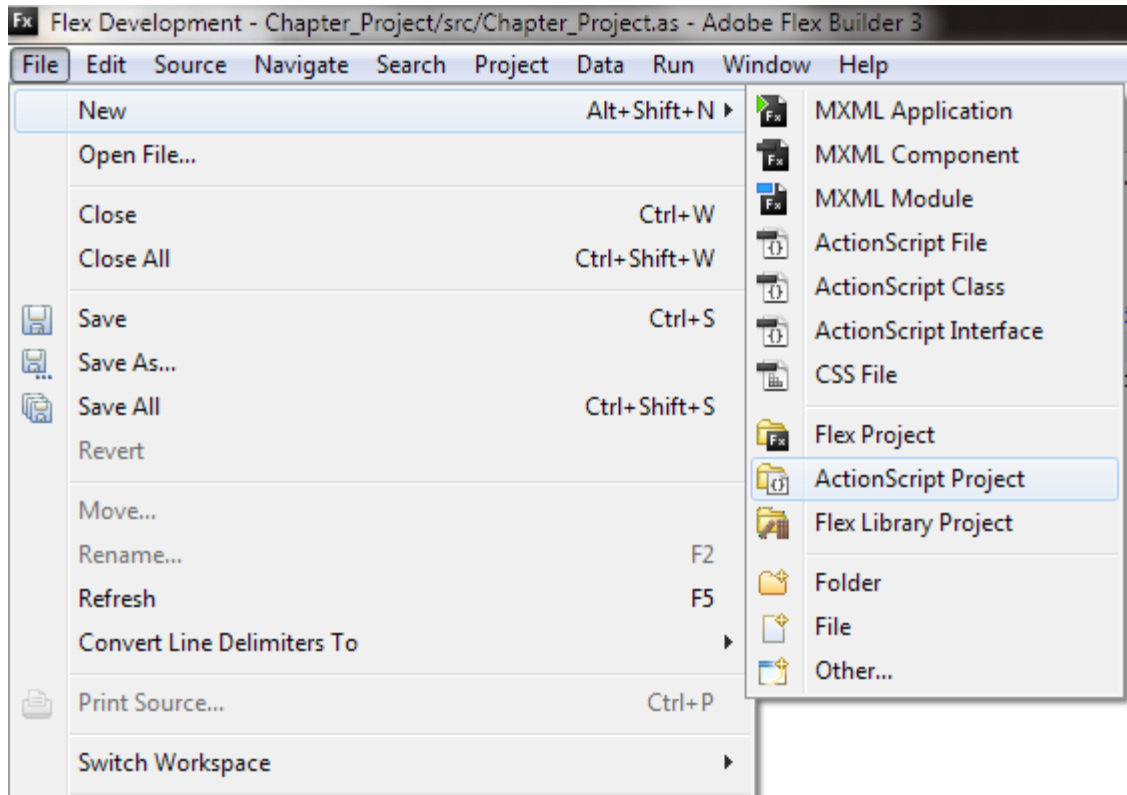 Fx Flex Development - Chapter_Project/src/Chapter_Project.as - Adobe Flex Builder 3
File Edit Source Navigate Search Project Data Run Window Help
New Alt+Shift+N
Open File...
Close Ctrl+W
Close All Ctrl+Shift+W
Save Ctrl+S
Save As...
Save All Ctrl+Shift+S
Revert
Move...
Rename... F2
Refresh F5
Convert Line Delimiters To
Print Source... Ctrl+P
Switch Workspace
Fx MXML Application
Fx MXML Component
Fx MXML Module
ActionScript File
ActionScript Class
ActionScript Interface
CSS File
Fx Flex Project
ActionScript Project
Flex Library Project
Folder
File
Other...